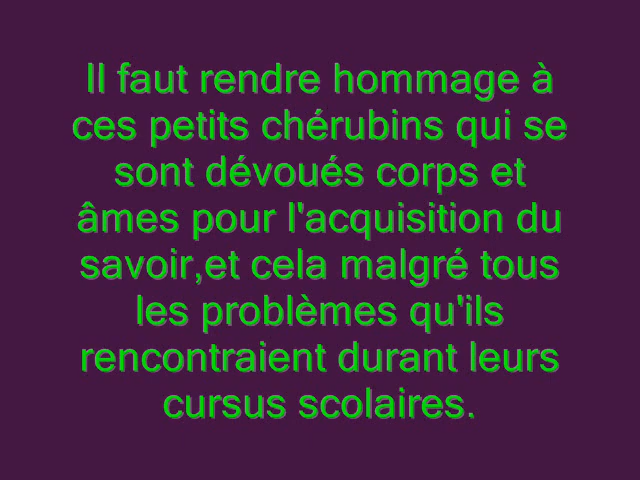 Il faut rendre hommage à
ces petits chérubins qui se
sont dévoués corps et
âmes pour l'acquisition du
savoir,et cela malgré tous
les problèmes qu'ils
rencontraient durant leurs
cursus scolaires.